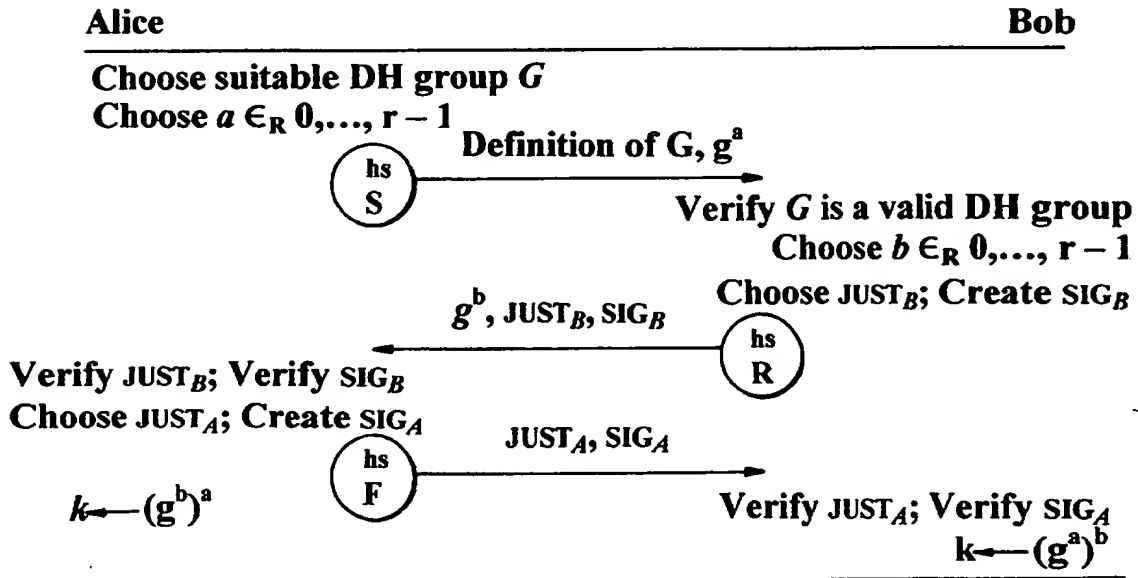 Alice Bob
Choose suitable DH group G
Choose a ∈R 0,..., r – 1
hs
S
Definition of G, g^a
Verify G is a valid DH group
Choose b ∈R 0,..., r – 1
Choose JUST_B; Create SIG_B
g^b, JUST_B, SIG_B
hs
R
Verify JUST_B; Verify SIG_B
Choose JUST_A; Create SIG_A
hs
F
JUST_A, SIG_A
k ← (g^b)^a
Verify JUST_A; Verify SIG_A
k ← (g^a)^b